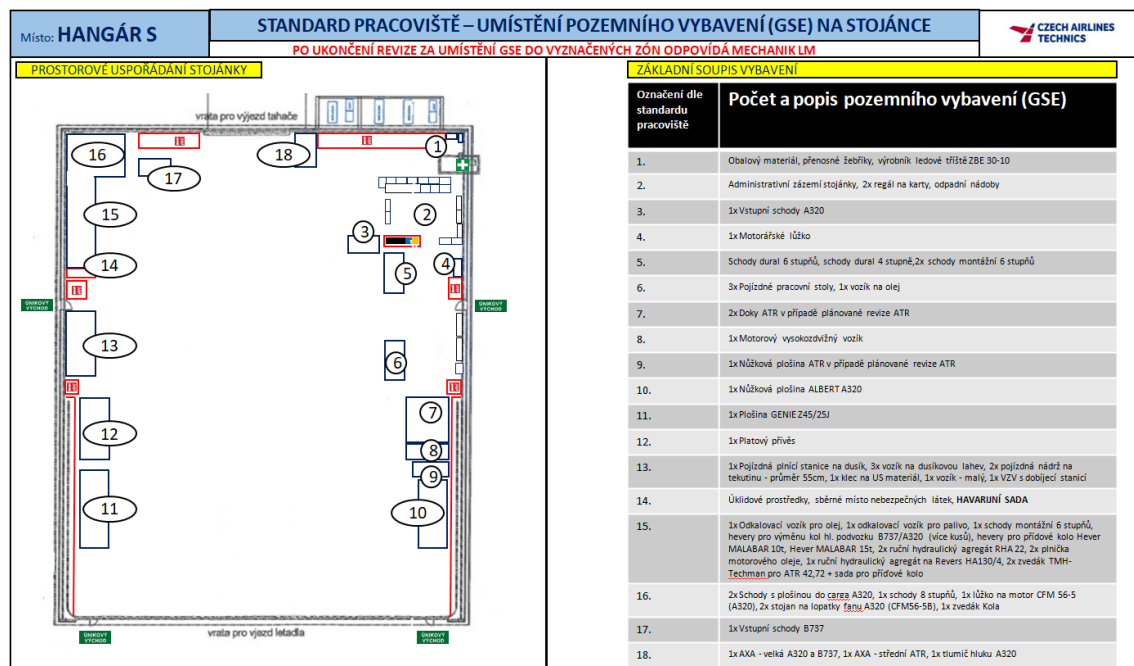 Místo: HANGÁR S
STANDARD PRACOVIŠTĚ – UMÍSTĚNÍ POZEMNÍHO VYBAVENÍ (GSE) NA STOJÁNCE
PO UKONČENÍ REVIZE ZA UMÍSTĚNÍ GSE DO VYZNAČENÝCH ZÓN ODPOVÍDÁ MECHANIK LM
CZECH AIRLINES
TECHNICS
PROSTOROVÉ USPOŘÁDÁNÍ STOJÁNKY
vrata pro výjezd tahače
1
16
18
17
15
2
3
14
4
5
ÚNIKOVÝ
VÝCHOD
ÚNIKOVÝ
VÝCHOD
13
6
7
12
8
9
11
10
vrata pro vjezd letadla
ÚNIKOVÝ
VÝCHOD
ÚNIKOVÝ
VÝCHOD
ZÁKLADNÍ SOUPIS VYBAVENÍ
Označení dle
standardu
pracoviště
Počet a popis pozemního vybavení (GSE)
1. Obalový materiál, přenosné žebříky, výrobník ledové tříště ZBE 30-10
2. Administrativní zázemí stojánky, 2x regál na karty, odpadní nádoby
3. 1x Vstupní schody A320
4. 1x Motorářské lůžko
5. Schody dural 6 stupňů, schody dural 4 stupně,2x schody montážní 6 stupňů
6. 3x Pojízdné pracovní stoly, 1x vozík na olej
7. 2x Doky ATR v případě plánované revize ATR
8. 1x Motorový vysokozdvižný vozík
9. 1x Nůžková plošina ATR v případě plánované revize ATR
10. 1x Nůžková plošina ALBERT A320
11. 1x Plošina GENIE Z45/25J
12. 1x Platový přívěs
13. 1x Pojízdná plnící stanice na dusík, 3x vozík na dusíkovou lahev, 2x pojízdná nádrž na
tekutinu - průměr 55cm, 1x klec na US materiál, 1x vozík - malý, 1x VZV s dobíjecí stanicí
14. Úklidové prostředky, sběrné místo nebezpečných látek, HAVARIJNÍ SADA
15. 1x Odkalovací vozík pro olej, 1x odkalovací vozík pro palivo, 1x schody montážní 6 stupňů,
hevery pro výměnu kol hl. podvozku B737/A320 (více kusů), hevery pro přídové kolo Hever
MALABAR 10t, Hever MALABAR 15t, 2x ruční hydraulický agregát RHA 22, 2x plnička
motorového oleje, 1x ruční hydraulický agregát na Revers HA130/4, 2x zvedák TMH-
Techman pro ATR 42,72 + sada pro příďové kolo
16. 2x Schody s plošinou do carga A320, 1x schody 8 stupňů, 1x lůžko na motor CFM 56-5
(A320), 2x stojan na lopatky fanu A320 (CFM56-5B), 1x zvedák Kola
17. 1x Vstupní schody B737
18. 1x AXA - velká A320 a B737, 1x AXA - střední ATR, 1x tlumič hluku A320